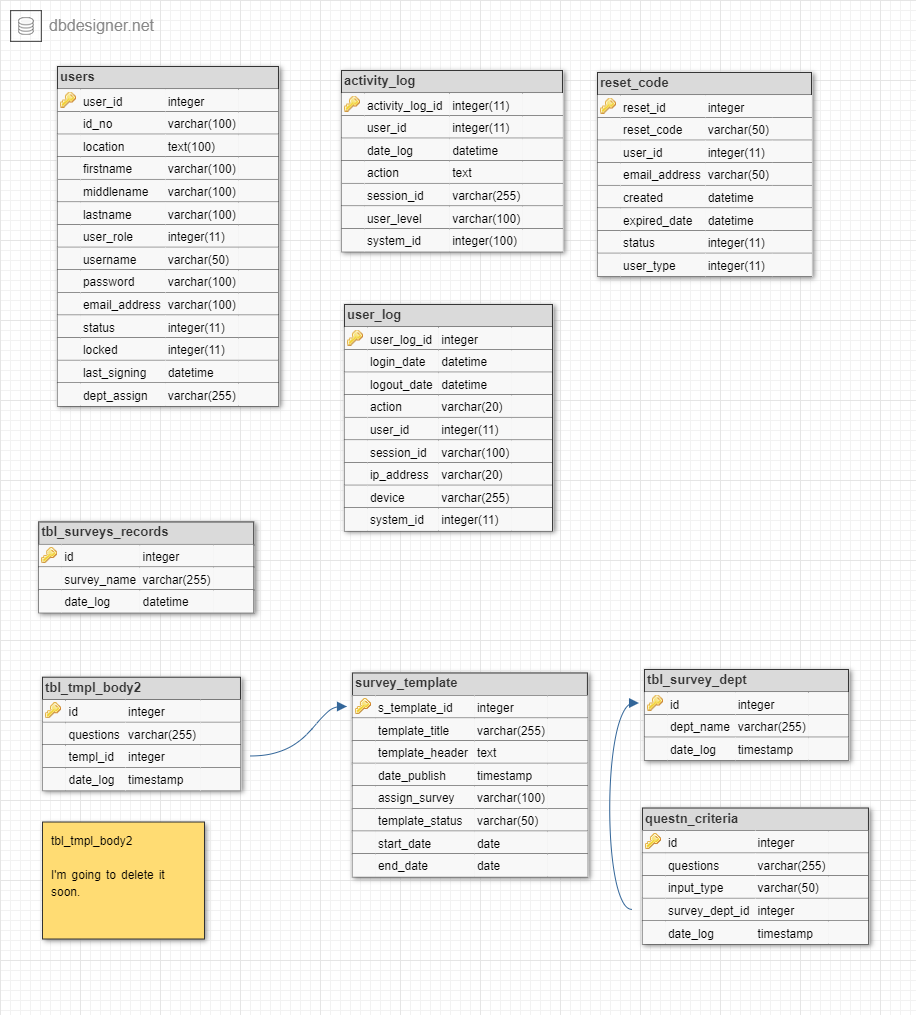 dbdesigner.net
users
user_id integer
id_no varchar(100)
location text(100)
firstname varchar(100)
middlename varchar(100)
lastname varchar(100)
user_role integer(11)
username varchar(50)
password varchar(100)
email_address varchar(100)
status integer(11)
locked integer(11)
last_signing datetime
dept_assign varchar(255)
activity_log
activity_log_id integer(11)
user_id integer(11)
date_log datetime
action text
session_id varchar(255)
user_level varchar(100)
system_id integer(100)
reset_code
reset_id integer
reset_code varchar(50)
user_id integer(11)
email_address varchar(50)
created datetime
expired_date datetime
status integer(11)
user_type integer(11)
user_log
user_log_id integer
login_date datetime
logout_date datetime
action varchar(20)
user_id integer(11)
session_id varchar(100)
ip_address varchar(20)
device varchar(255)
system_id integer(11)
tbl_surveys_records
id integer
survey_name varchar(255)
date_log datetime
tbl_tmpl_body2
id integer
questions varchar(255)
templ_id integer
date_log timestamp
survey_template
s_template_id integer
template_title varchar(255)
template_header text
date_publish timestamp
assign_survey varchar(100)
template_status varchar(50)
start_date date
end_date date
tbl_survey_dept
id integer
dept_name varchar(255)
date_log timestamp
questn_criteria
id integer
questions varchar(255)
input_type varchar(50)
survey_dept_id integer
date_log timestamp
tbl_tmpl_body2
I'm going to delete it
soon.